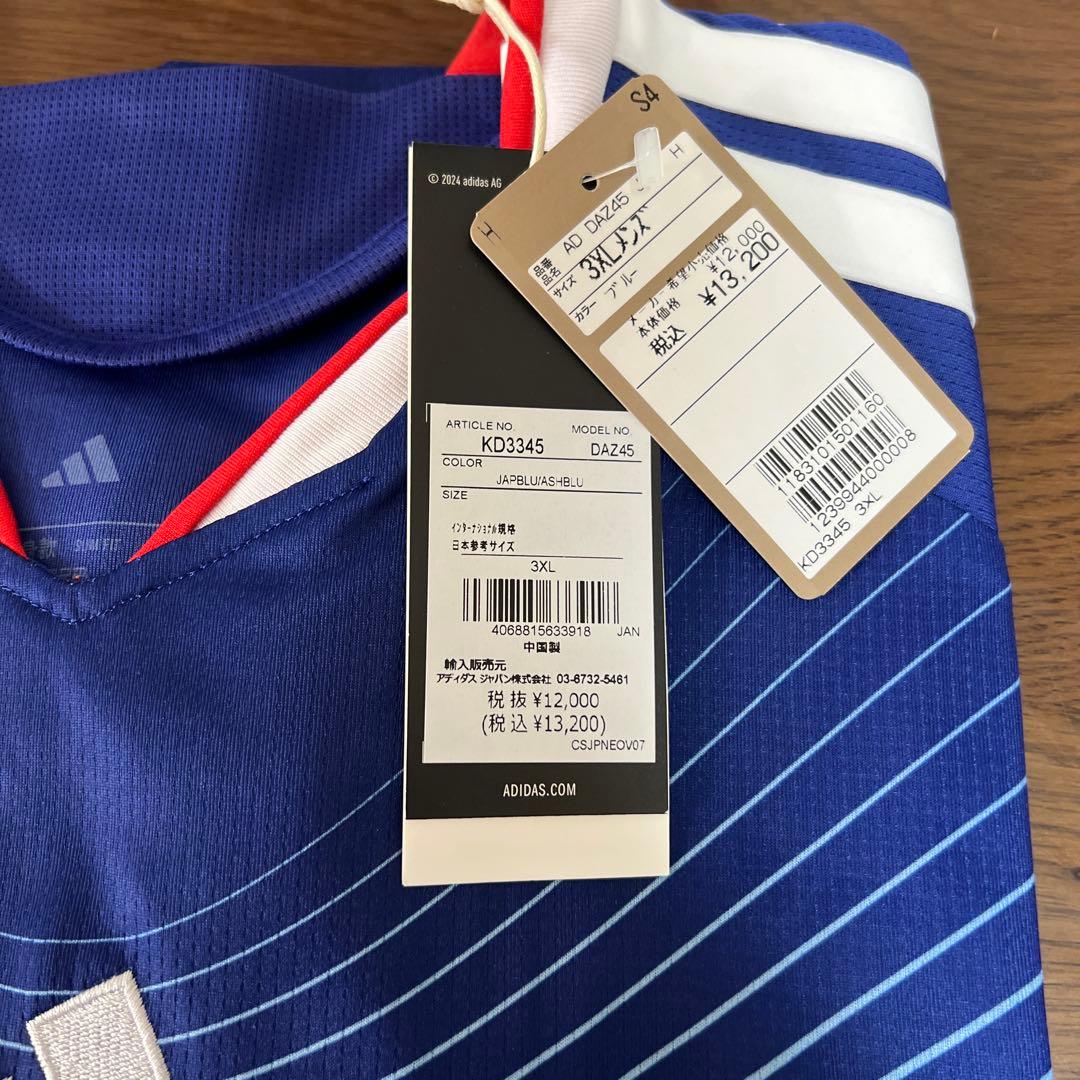 © 2024 adidas AG
ARTICLE NO.
MODEL NO.
KD3345
DAZ45
COLOR
JAPBLU/ASHBLU
SIZE
インターナショナル規格
日本参考サイズ
3XL
4068815633918
JAN
中国製
輸入販売元
アディダス ジャパン株式会社 03-6732-5461
税抜 ¥12,000
(税込 ¥13,200)
CSJPNEOV07
ADIDAS.COM
S4
H
H
品番
品名
AD DAZ45
サイズ
3XLメンズ
カラー
ブルー
メーカー希望小売価格
本体価格
¥12,000
税込
¥13,200
1183101501160
1239944000008
KD3345 3XL